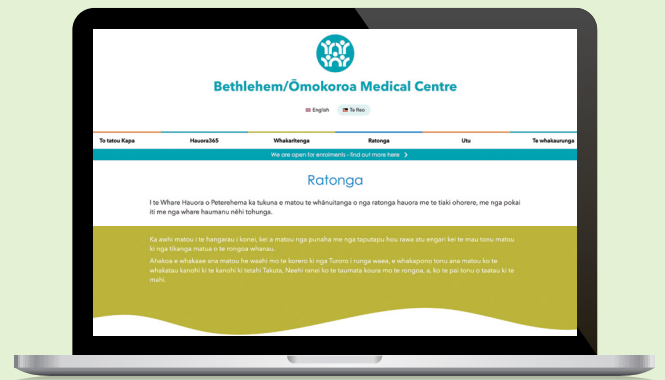 Bethlehem/Ōmokoroa Medical Centre
English Te Reo
To tatou Kapa Hauora365 Whakaritenga Ratonga Utu Te whakaurunga
We are open for enrolments - find out more here
Ratonga
I te Whare Hauora o Peterehema ka tukuna e matou te whānuitanga o nga ratonga hauora me te tiaki ohorere, me nga pokai
iti me nga whare haumanu nēhi tohunga.
Ka awhi matou i te hangarau i konei, kei a matou nga punaha me nga taputapu hou rawa atu engari kei te mau tonu matou
ki nga tikanga matua o te rongoa whanau.
Ahakoa e whakaae ana matou he waahi mo te korero ki nga Turoro i runga waea, e whakapono tonu ana matou ko te
whakatau kanohi ki te kanohi ki tetahi Takuta, Neehi ranei ko te taumata koura mo te rongoa, a, ko te pai tonu o taatau ki te
mahi.